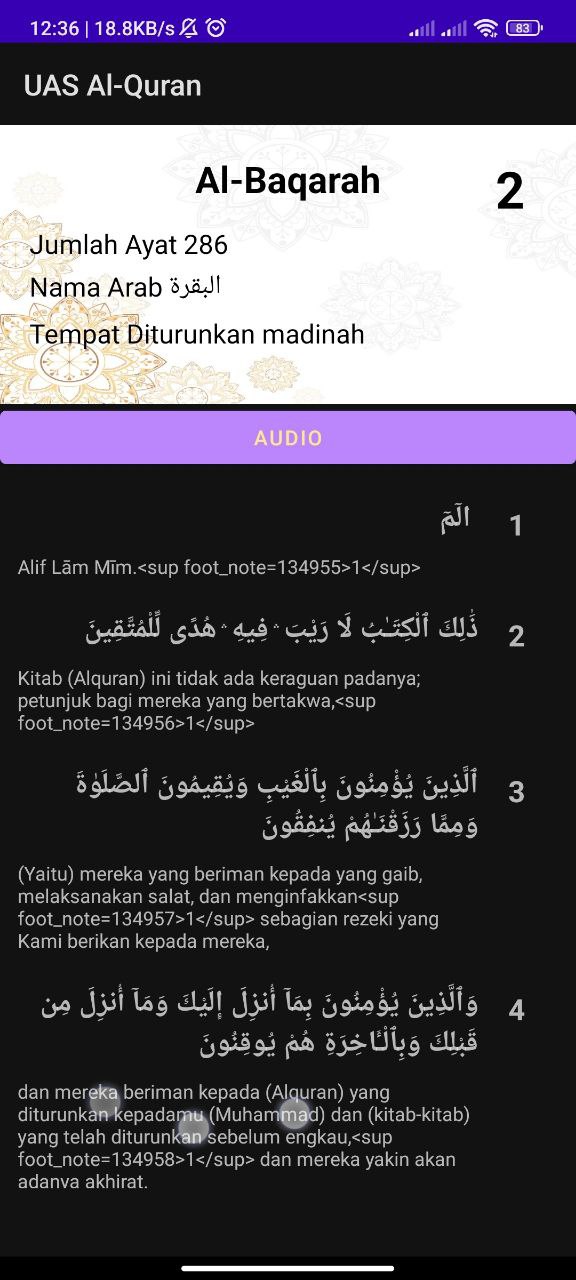 12:36 | 18.8KB/s
83
UAS Al-Quran
Al-Baqarah
2
Jumlah Ayat 286
Nama Arab البقرة
Tempat Diturunkan madinah
AUDIO
الٓمٓ
1
Alif Lām Mīm.<sup foot_note=134955>1</sup>
ذَٰلِكَ ٱلْكِتَـٰبُ لَا رَيْبَ ۛ فِيهِ ۛ هُدًى لِّلْمُتَّقِينَ
2
Kitab (Alquran) ini tidak ada keraguan padanya;
petunjuk bagi mereka yang bertakwa,<sup
foot_note=134956>1</sup>
ٱلَّذِينَ يُؤْمِنُونَ بِٱلْغَيْبِ وَيُقِيمُونَ ٱلصَّلَوٰةَ
3
وَمِمَّا رَزَقْنَـٰهُمْ يُنفِقُونَ
(Yaitu) mereka yang beriman kepada yang gaib,
melaksanakan salat, dan menginfakkan<sup
foot_note=134957>1</sup> sebagian rezeki yang
Kami berikan kepada mereka,
وَٱلَّذِينَ يُؤْمِنُونَ بِمَآ أُنزِلَ إِلَيْكَ وَمَآ أُنزِلَ مِن
4
قَبْلِكَ وَبِٱلْـَٔاخِرَةِ هُمْ يُوقِنُونَ
dan mereka beriman kepada (Alquran) yang
diturunkan kepadamu (Muhammad) dan (kitab-kitab)
yang telah diturunkan sebelum engkau,<sup
foot_note=134958>1</sup> dan mereka yakin akan
adanya akhirat.